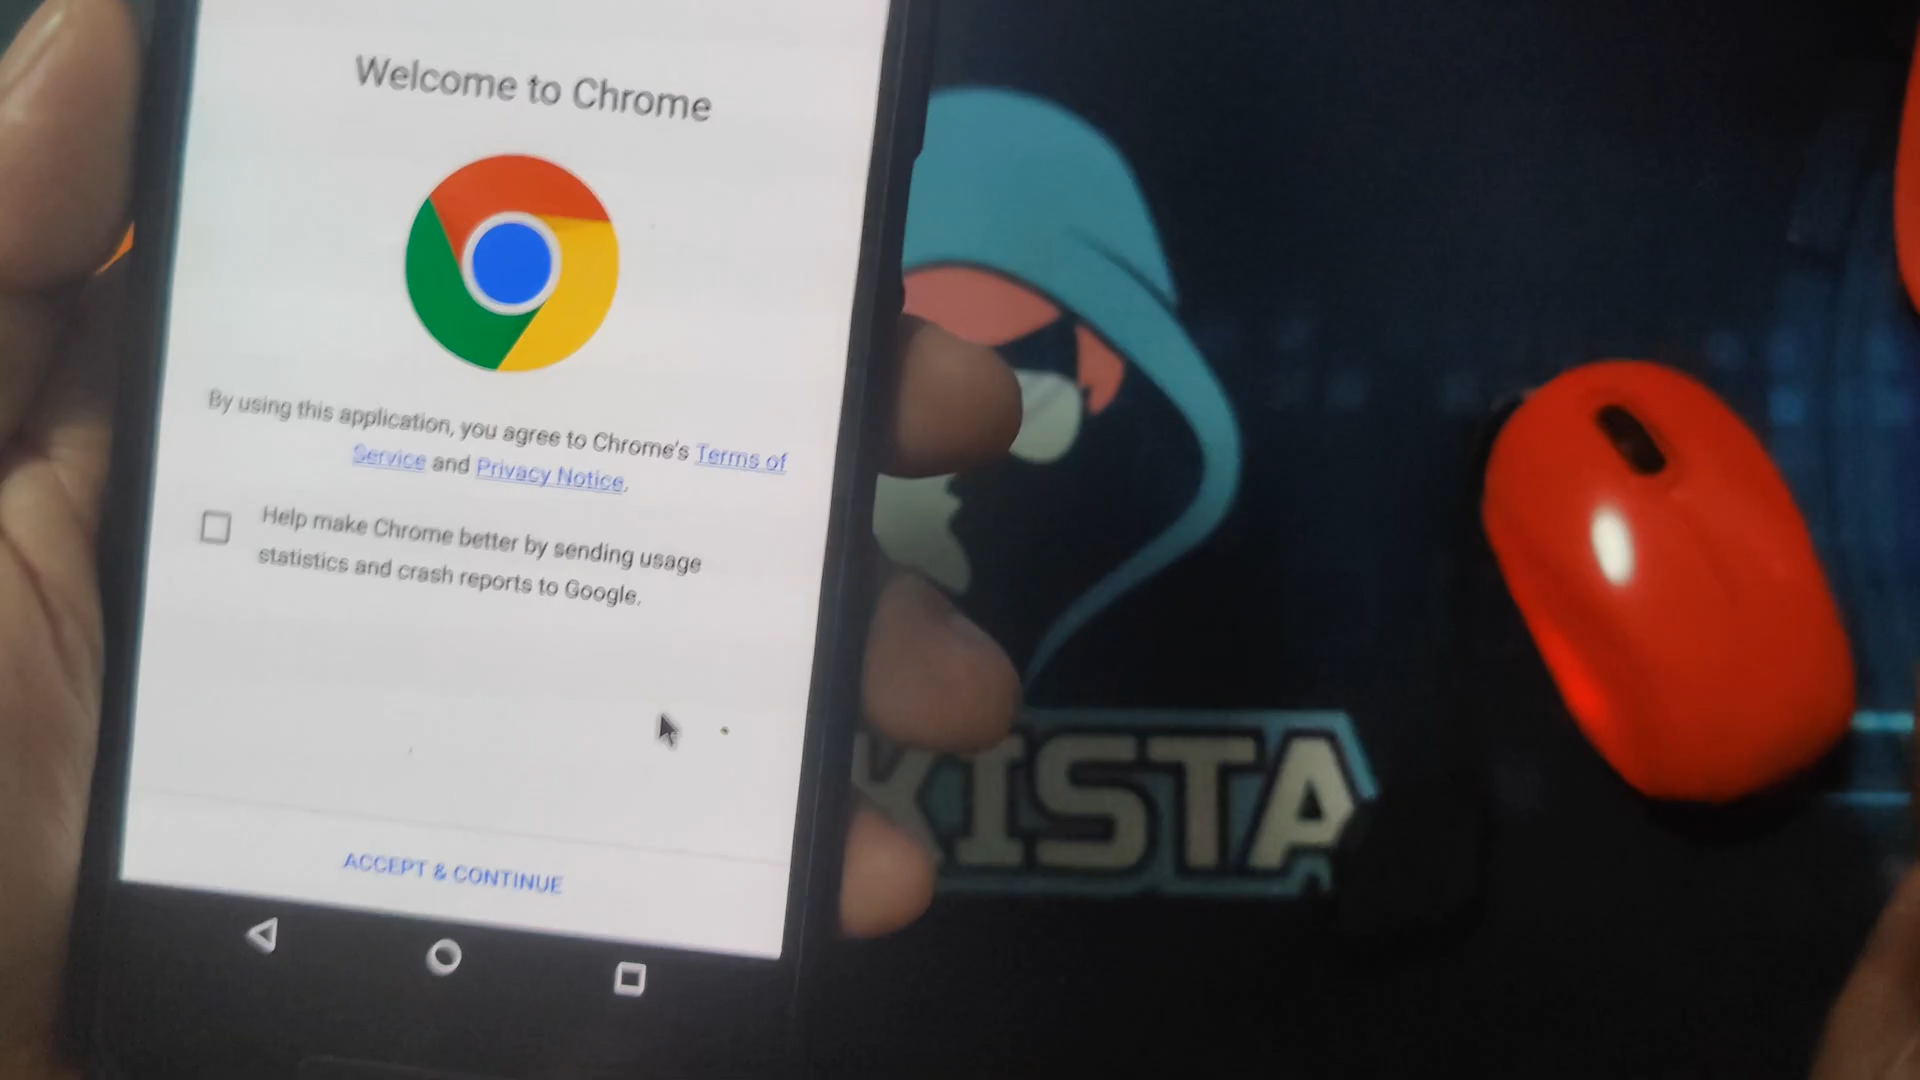 Welcome to Chrome
By using this application, you agree to Chrome's Terms of
Service and Privacy Notice.
Help make Chrome better by sending usage
statistics and crash reports to Google.
ACCEPT & CONTINUE
KISTA